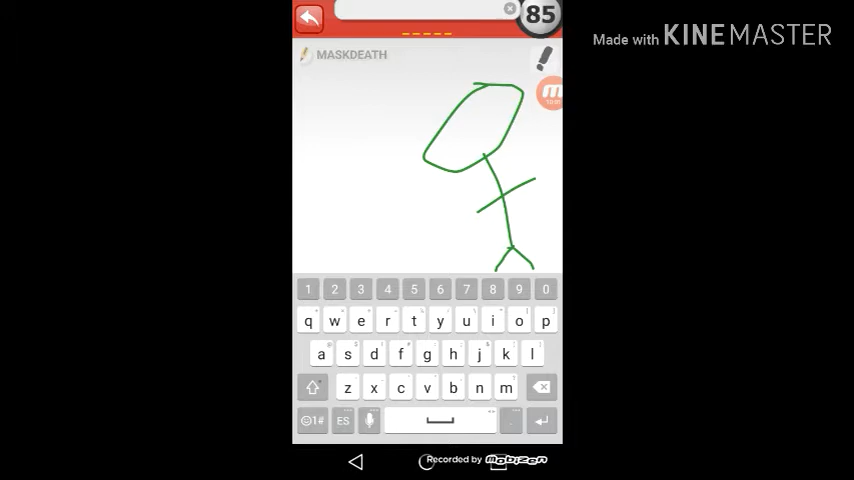 85
Made with KINEMASTER
MASKDEATH
1 2 3 4 5 6 7 8 9 0
q w e r t y u i o p
a s d f g h j k l
z x c v b n m
☺1# ES .
Recorded by mobizen